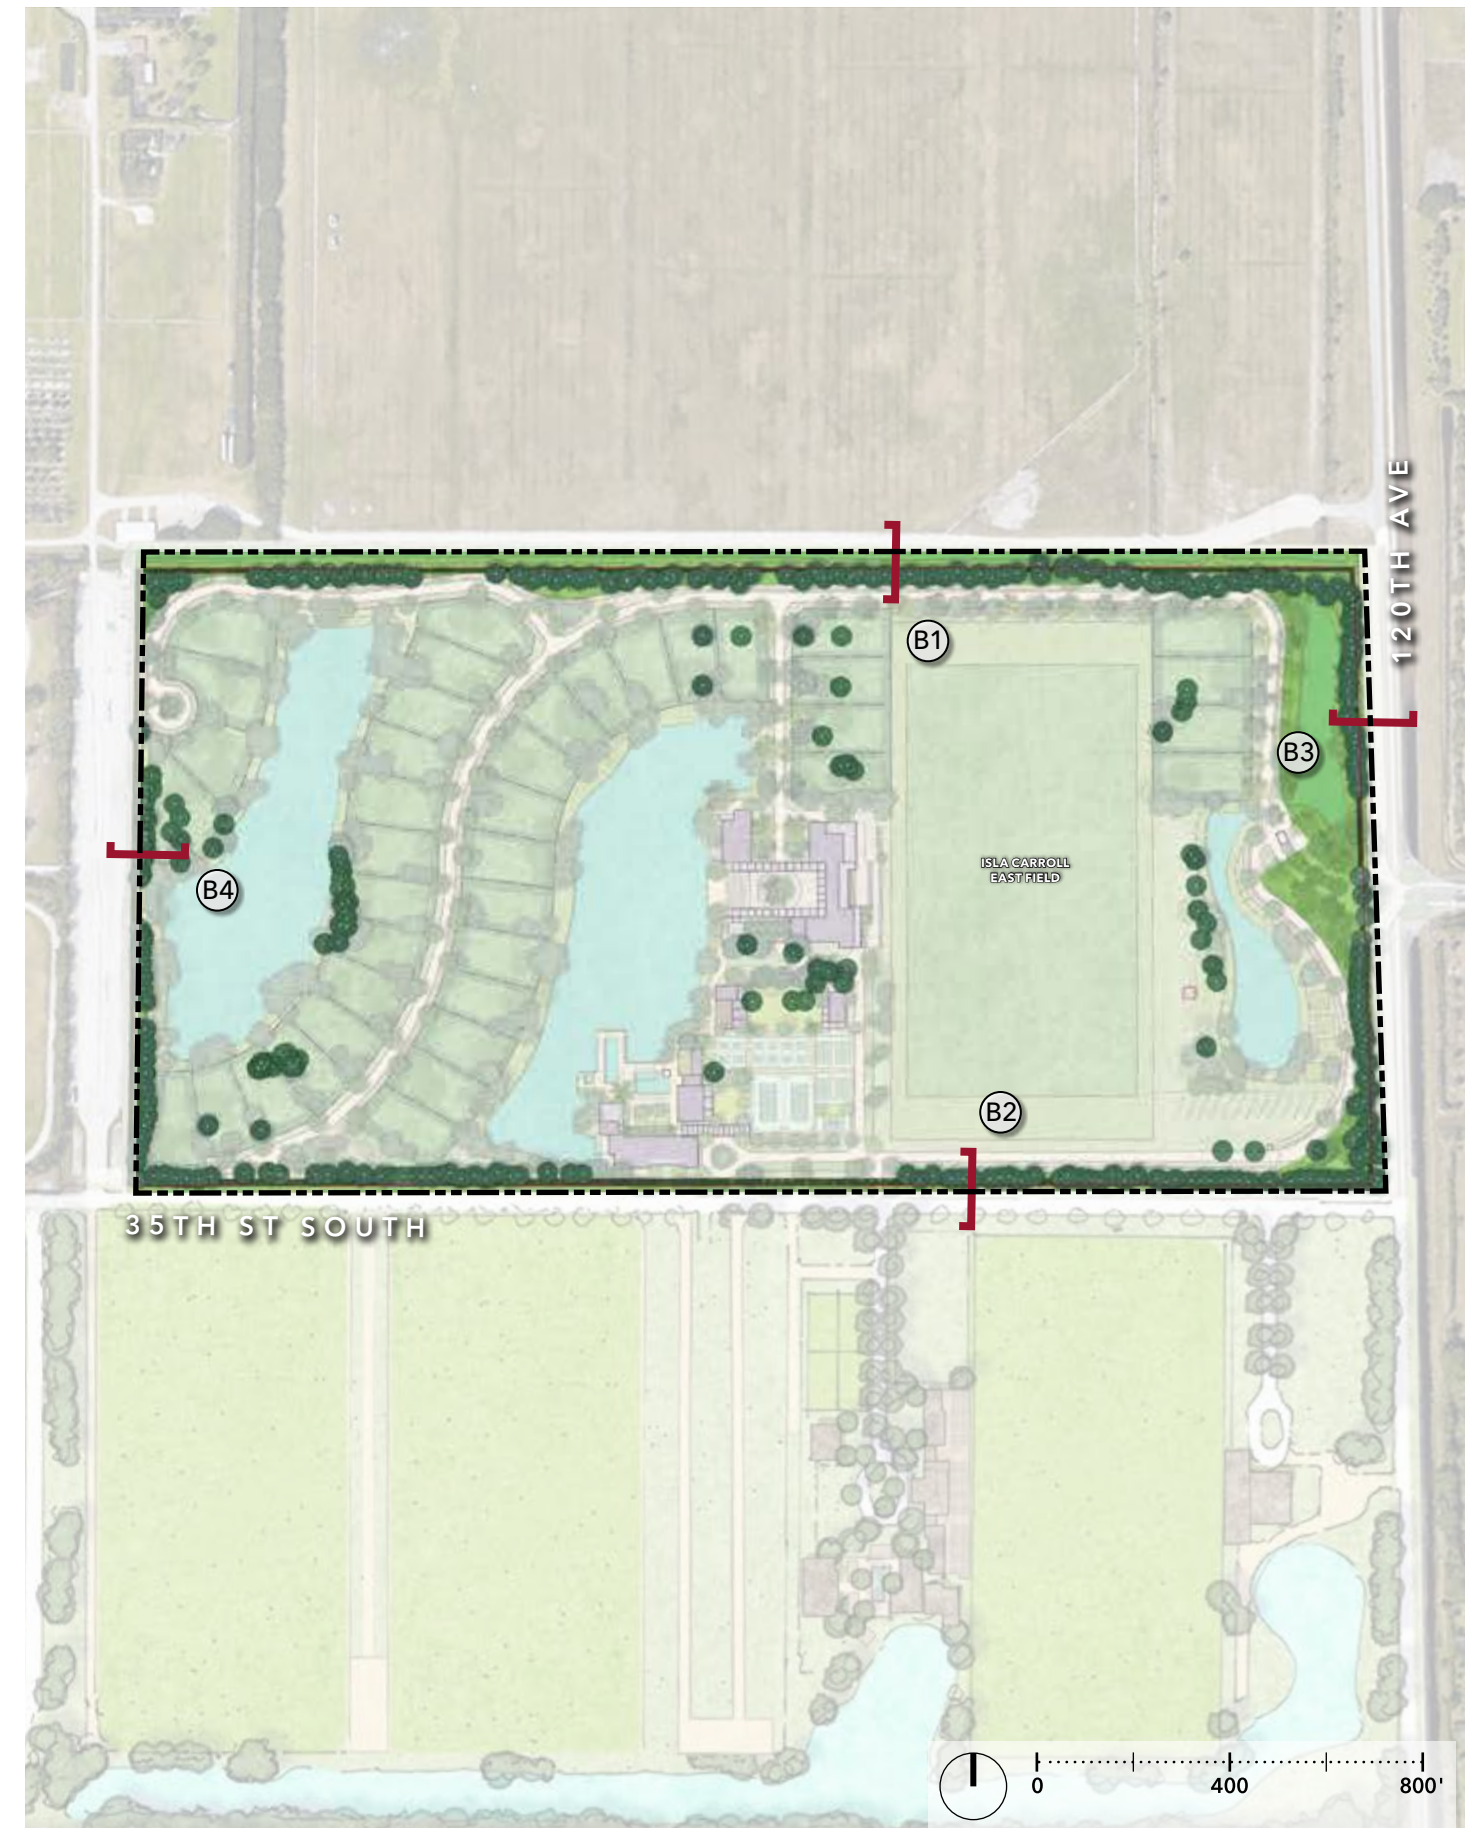 120TH AVE
B1
B3
ISLA CARROLL
EAST FIELD
B4
B2
35TH ST SOUTH
0 400 800'